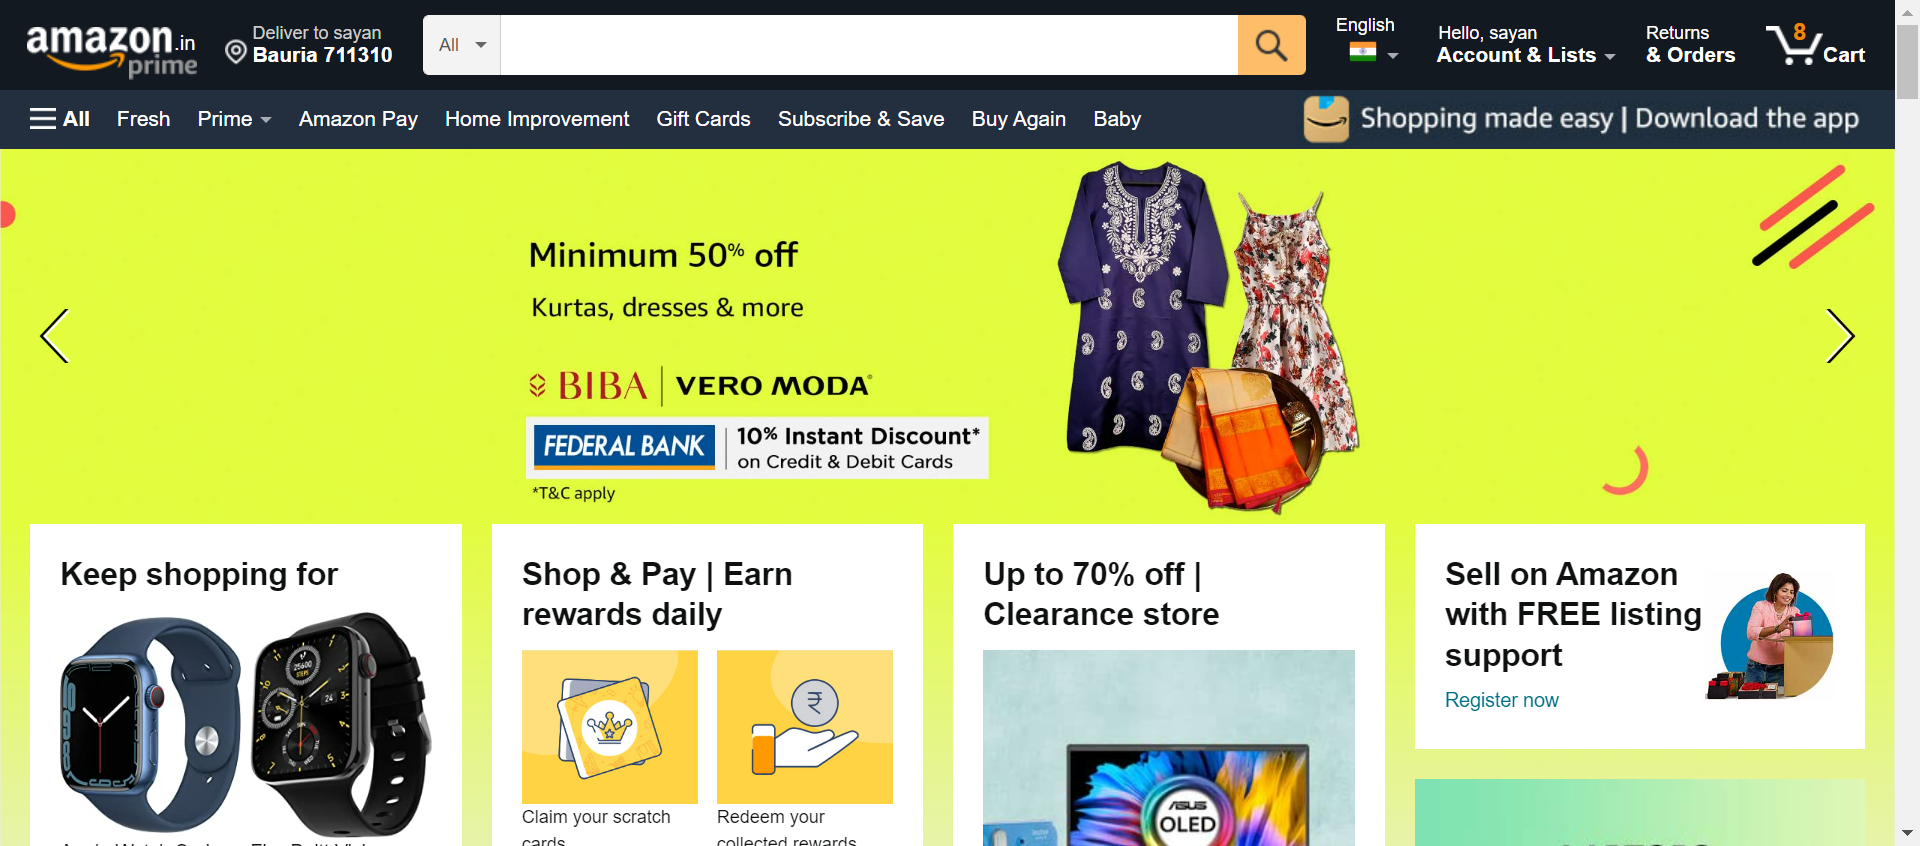 amazon.in
prime
Deliver to sayan
Bauria 711310
All
English
Hello, sayan
Account & Lists
Returns
& Orders
8
Cart
All
Fresh
Prime
Amazon Pay
Home Improvement
Gift Cards
Subscribe & Save
Buy Again
Baby
Shopping made easy | Download the app
Minimum 50% off
Kurtas, dresses & more
BIBA | VERO MODA
FEDERAL BANK
10% Instant Discount*
on Credit & Debit Cards
*T&C apply
Keep shopping for
25600
STEPS
24
Shop & Pay | Earn
rewards daily
₹
Claim your scratch
cards
Redeem your
collected rewards
Up to 70% off |
Clearance store
ASUS
OLED
Sell on Amazon
with FREE listing
support
Register now